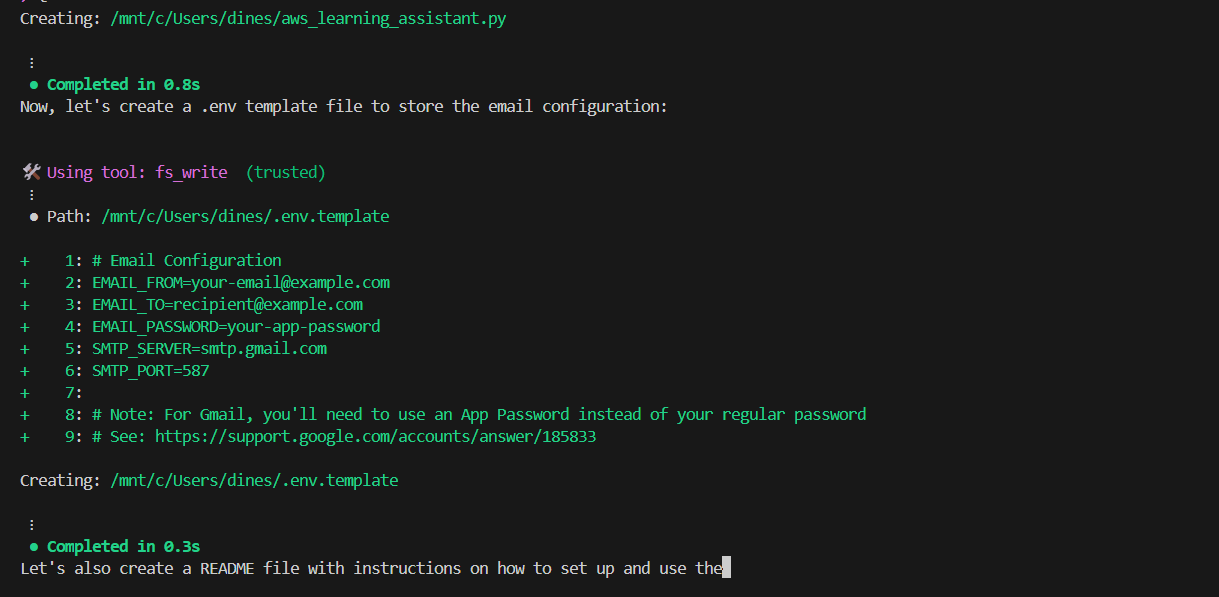 Creating: /mnt/c/Users/dines/aws_learning_assistant.py
⋮
● Completed in 0.8s
Now, let's create a .env template file to store the email configuration:
🛠️ Using tool: fs_write (trusted)
⋮
● Path: /mnt/c/Users/dines/.env.template
+ 1: # Email Configuration
+ 2: EMAIL_FROM=your-email@example.com
+ 3: EMAIL_TO=recipient@example.com
+ 4: EMAIL_PASSWORD=your-app-password
+ 5: SMTP_SERVER=smtp.gmail.com
+ 6: SMTP_PORT=587
+ 7:
+ 8: # Note: For Gmail, you'll need to use an App Password instead of your regular password
+ 9: # See: https://support.google.com/accounts/answer/185833
Creating: /mnt/c/Users/dines/.env.template
⋮
● Completed in 0.3s
Let's also create a README file with instructions on how to set up and use the